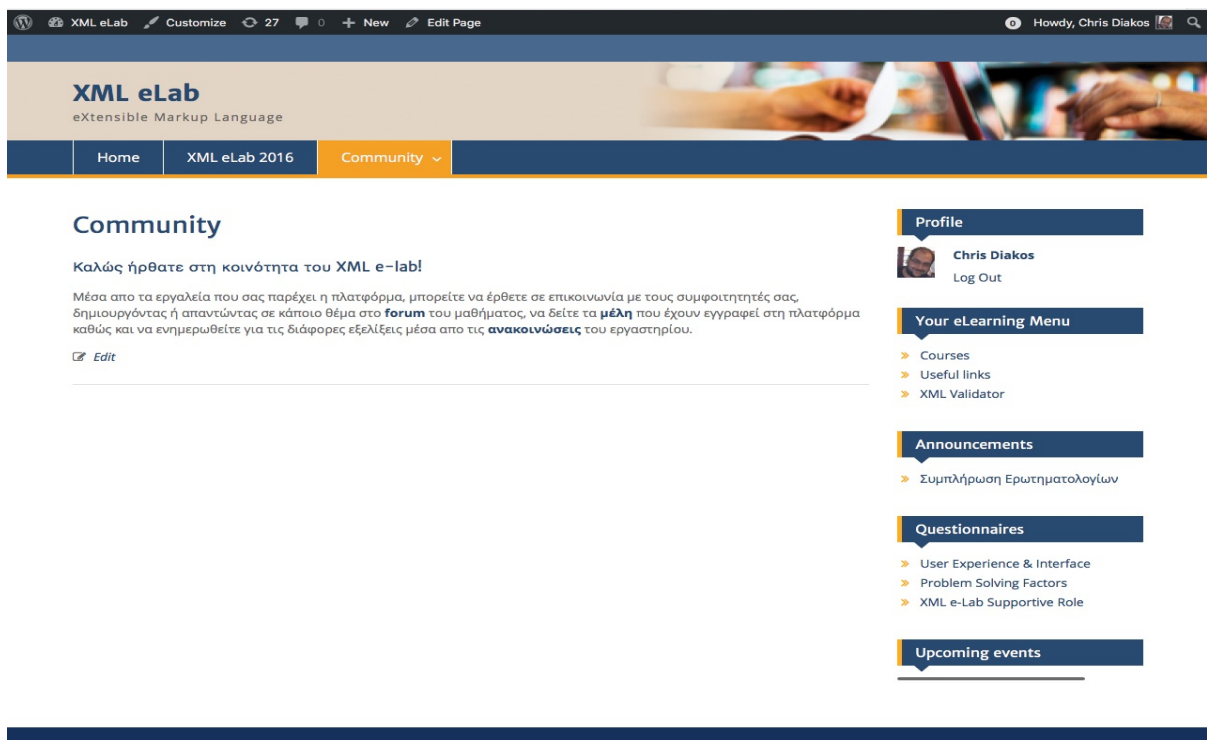 XML eLab Customize 27 0 New Edit Page 0 Howdy, Chris Diakos
XML eLab
eXtensible Markup Language
Home XML eLab 2016 Community
Community
Καλώς ήρθατε στη κοινότητα του XML e-lab!
Μέσα απο τα εργαλεία που σας παρέχει η πλατφόρμα, μπορείτε να έρθετε σε επικοινωνία με τους συμφοιτητητές σας,
δημιουργόντας ή απαντώντας σε κάποιο θέμα στο forum του μαθήματος, να δείτε τα μέλη που έχουν εγγραφεί στη πλατφόρμα
καθώς και να ενημερωθείτε για τις διάφορες εξελίξεις μέσα απο τις ανακοινώσεις του εργαστηρίου.
Edit
Profile
Chris Diakos
Log Out
Your eLearning Menu
Courses
Useful links
XML Validator
Announcements
Συμπλήρωση Ερωτηματολογίων
Questionnaires
User Experience & Interface
Problem Solving Factors
XML e-Lab Supportive Role
Upcoming events